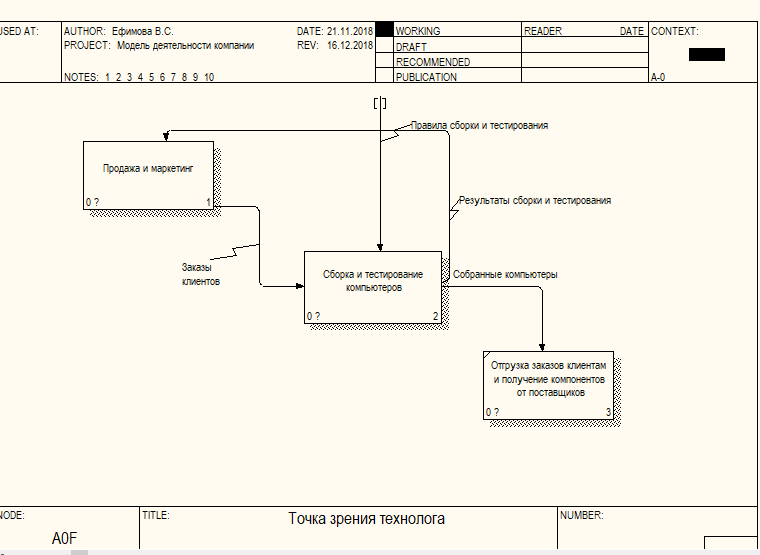 USED AT:
AUTHOR: Ефимова В.С.
DATE: 21.11.2018
PROJECT: Модель деятельности компании
REV: 16.12.2018
NOTES: 1 2 3 4 5 6 7 8 9 10
WORKING
DRAFT
RECOMMENDED
PUBLICATION
READER
DATE
CONTEXT:
A-0
Правила сборки и тестирования
Продажа и маркетинг
0 ?
1
Результаты сборки и тестирования
Заказы
клиентов
Сборка и тестирование
компьютеров
0 ?
2
Собранные компьютеры
Отгрузка заказов клиентам
и получение компонентов
от поставщиков
0 ?
3
NODE:
A0F
TITLE:
Точка зрения технолога
NUMBER: